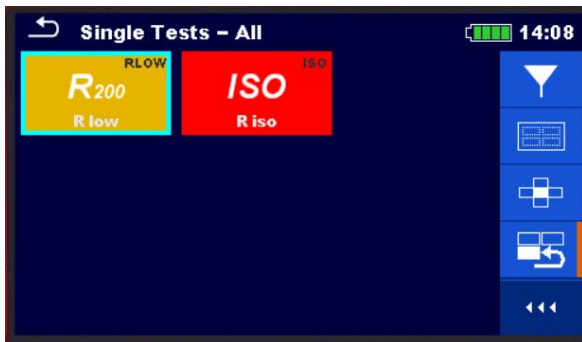 Single Tests – All 14:08
RLOW ISO
R200 ISO
R low R iso